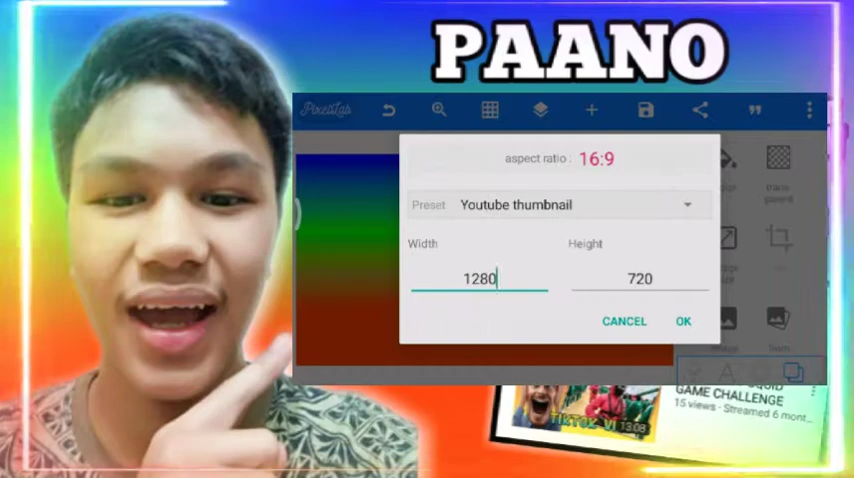 PAANO
PixelLab
aspect ratio : 16:9
Preset Youtube thumbnail
Width Height
1280 720
CANCEL OK
parent
GAME CHALLENGE
15 views · Streamed 6 mont...
13:08